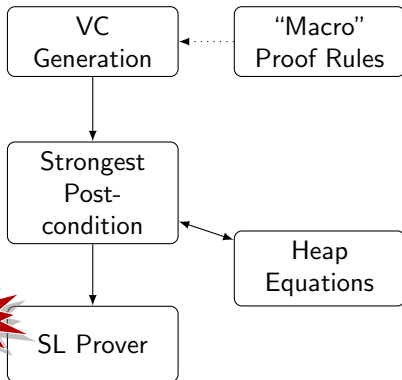 VC
Generation
“Macro”
Proof Rules
Strongest
Post-
condition
Heap
Equations
SL Prover